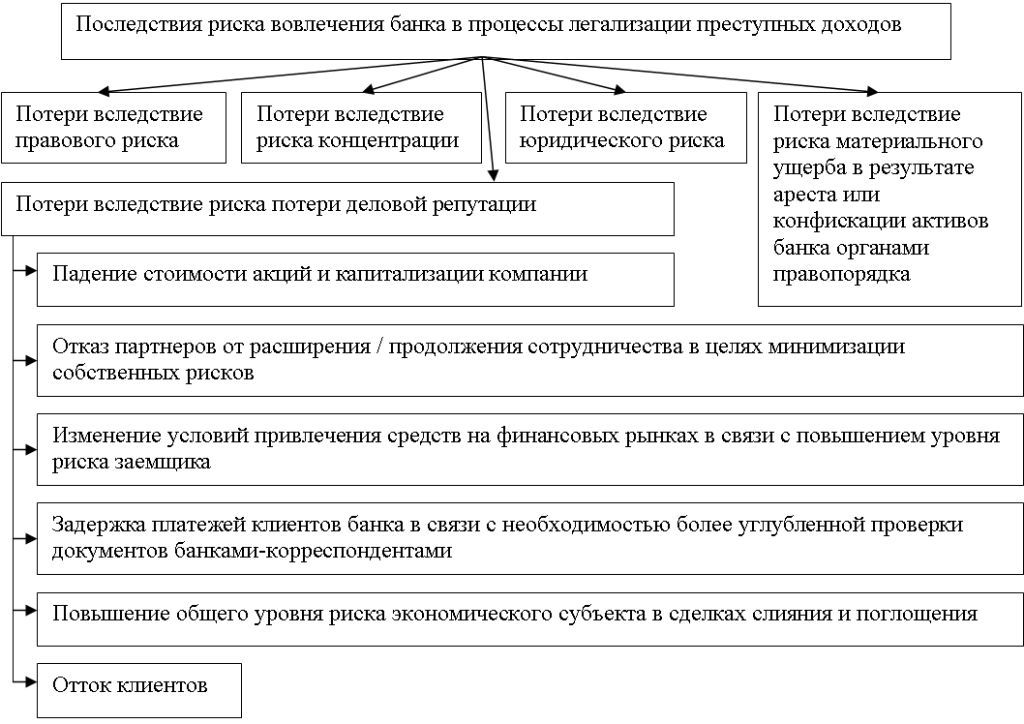 Последствия риска вовлечения банка в процессы легализации преступных доходов
Потери вследствие
правового риска
Потери вследствие
риска концентрации
Потери вследствие
юридического риска
Потери вследствие
риска материального
ущерба в результате
ареста или
конфискации активов
банка органами
правопорядка
Потери вследствие риска потери деловой репутации
Падение стоимости акций и капитализации компании
Отказ партнеров от расширения / продолжения сотрудничества в целях минимизации
собственных рисков
Изменение условий привлечения средств на финансовых рынках в связи с повышением уровня
риска заемщика
Задержка платежей клиентов банка в связи с необходимостью более углубленной проверки
документов банками-корреспондентами
Повышение общего уровня риска экономического субъекта в сделках слияния и поглощения
Отток клиентов